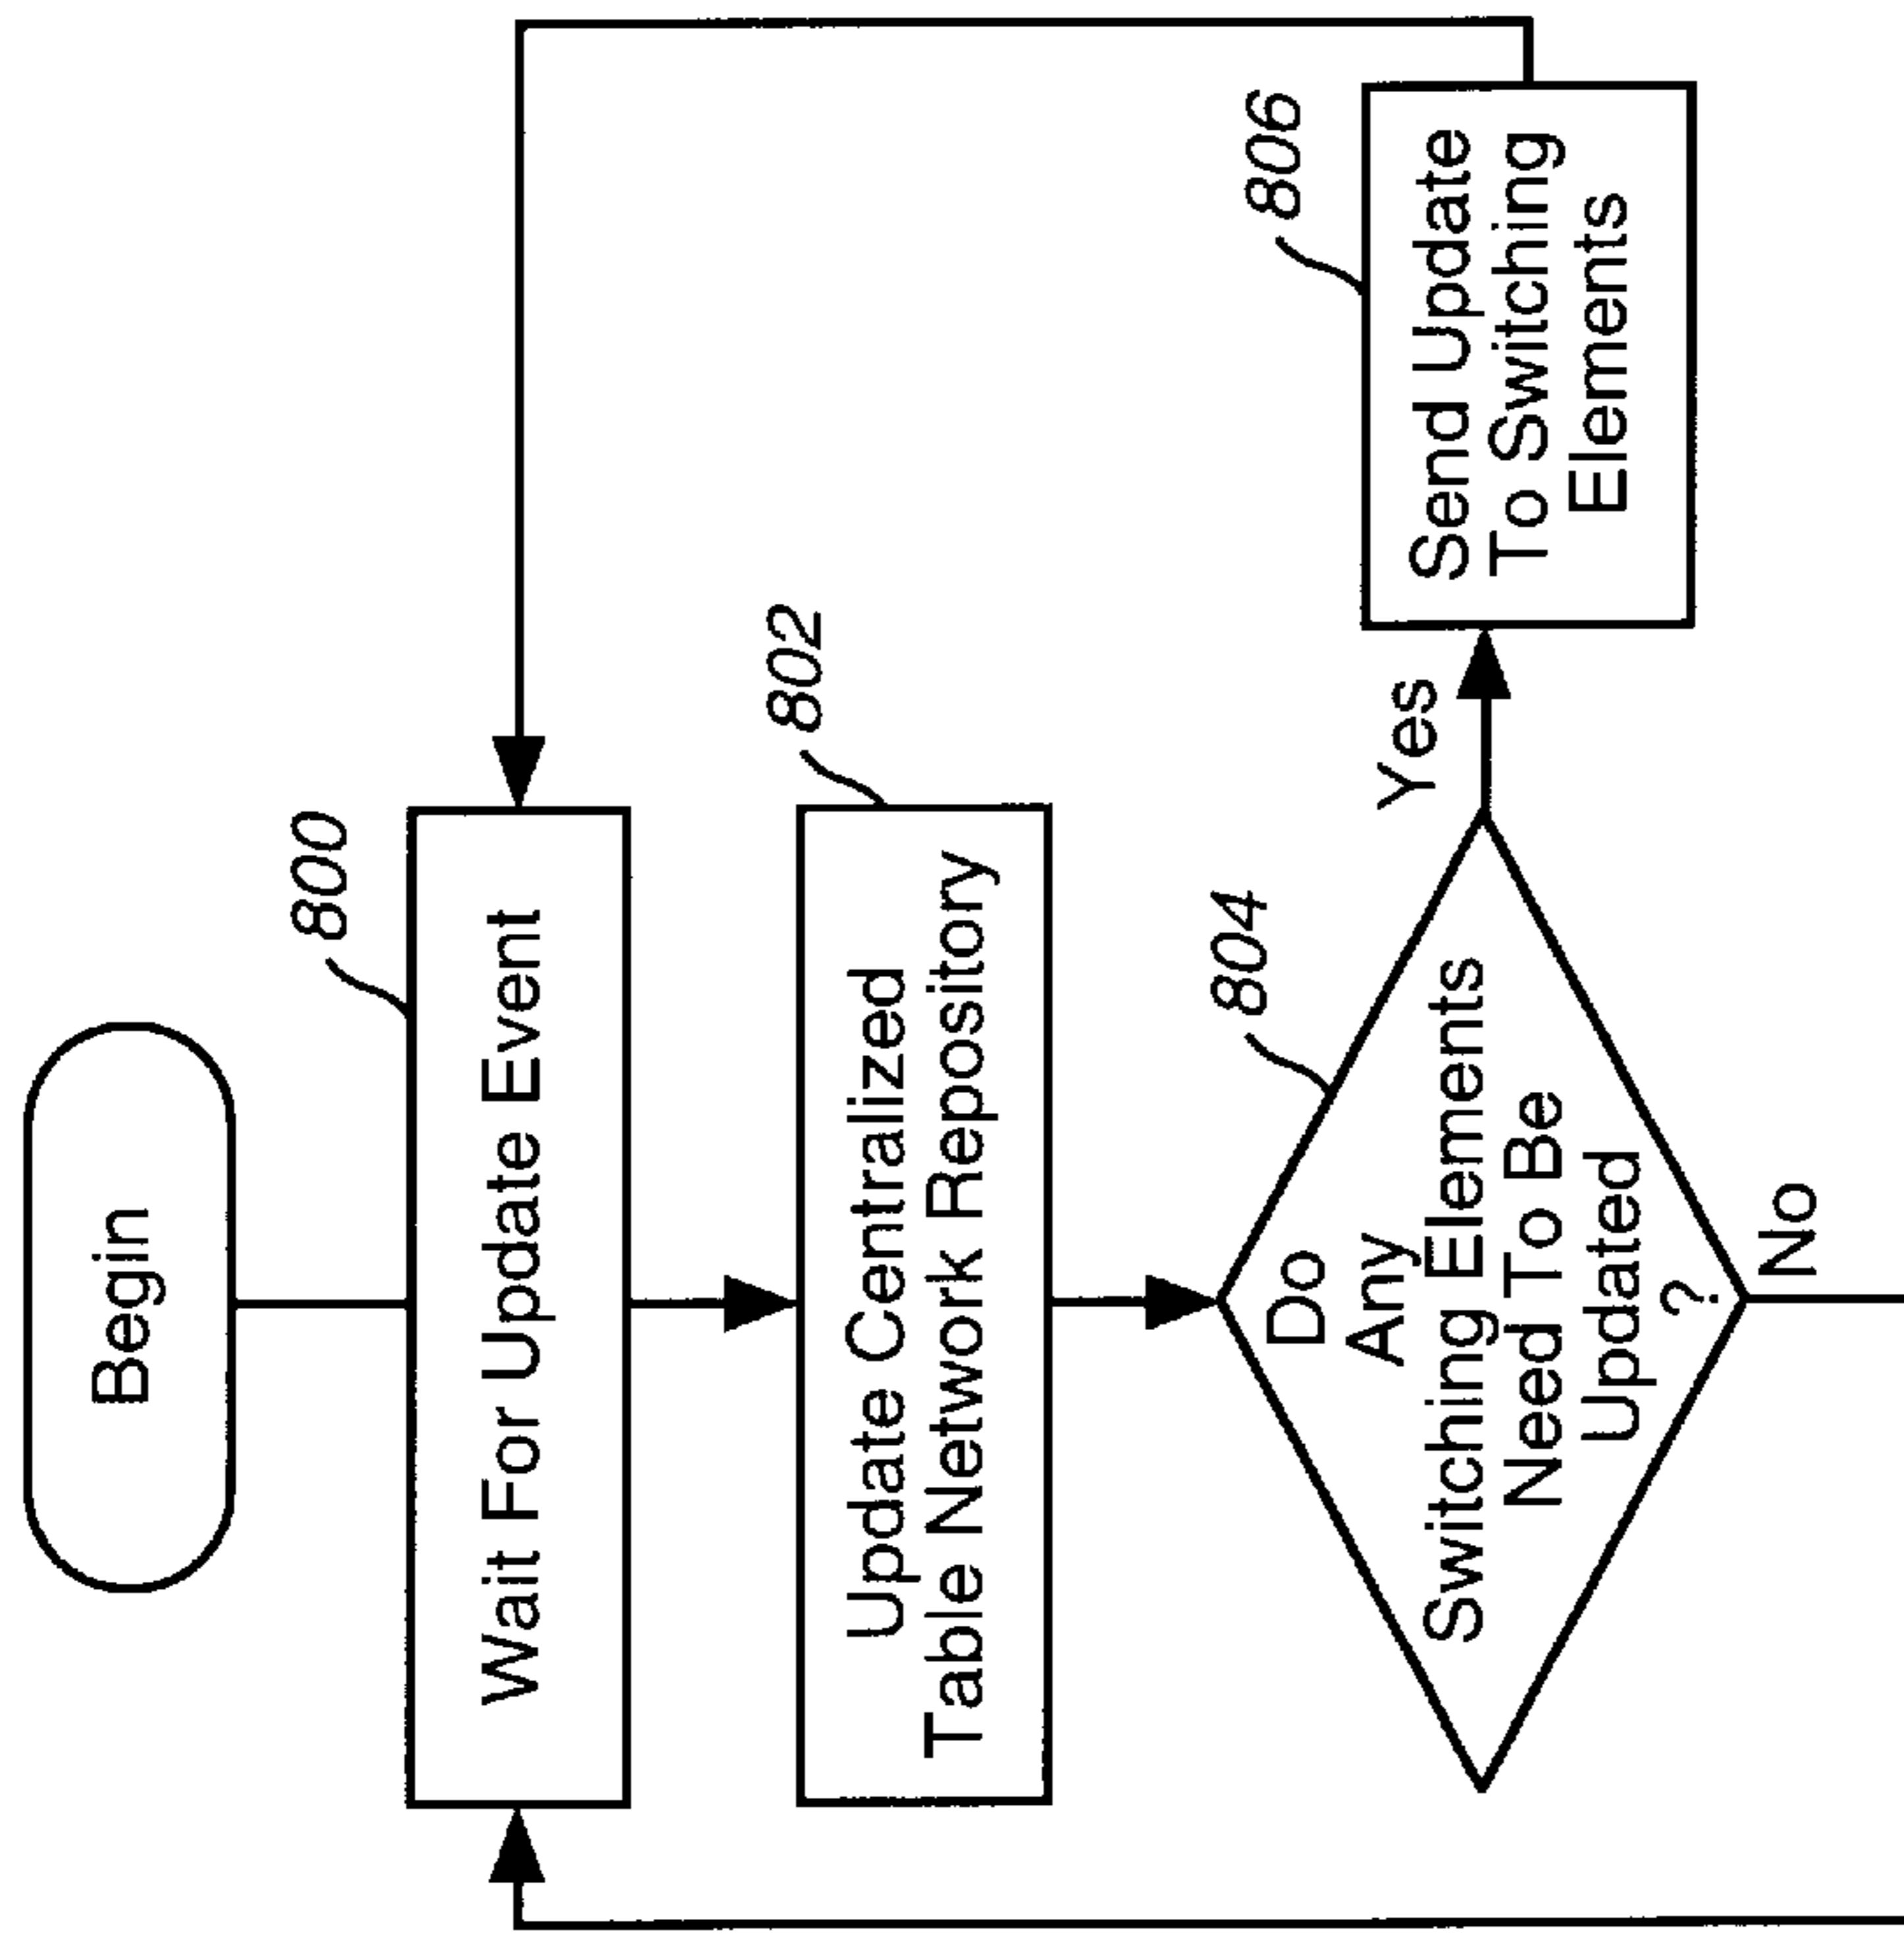 Begin
800
Wait For Update Event
802
Update Centralized
Table Network Repository
804
Do
Any
Switching Elements
Need To Be
Updated
?
Yes
806
Send Update
To Switching
Elements
No